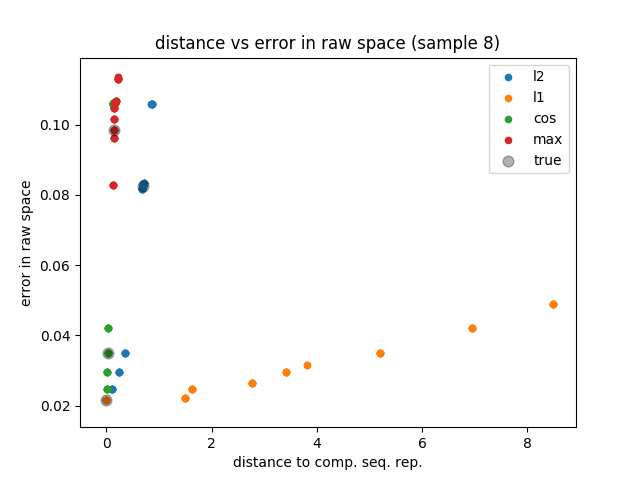 distance vs error in raw space (sample 8)
l2
l1
cos
max
true
0.10
0.08
0.06
0.04
0.02
error in raw space
0
2
4
6
8
distance to comp. seq. rep.